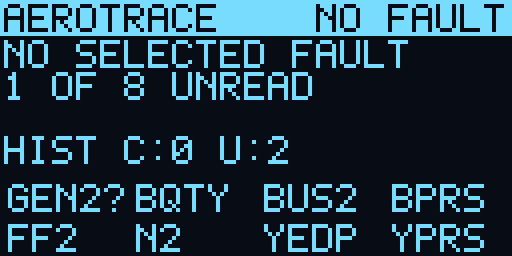 AEROTRACE NO FAULT
NO SELECTED FAULT
1 OF 8 UNREAD
HIST C:0 U:2
GEN2? BQTY BUS2 BPRS
FF2 N2 YEDP YPRS